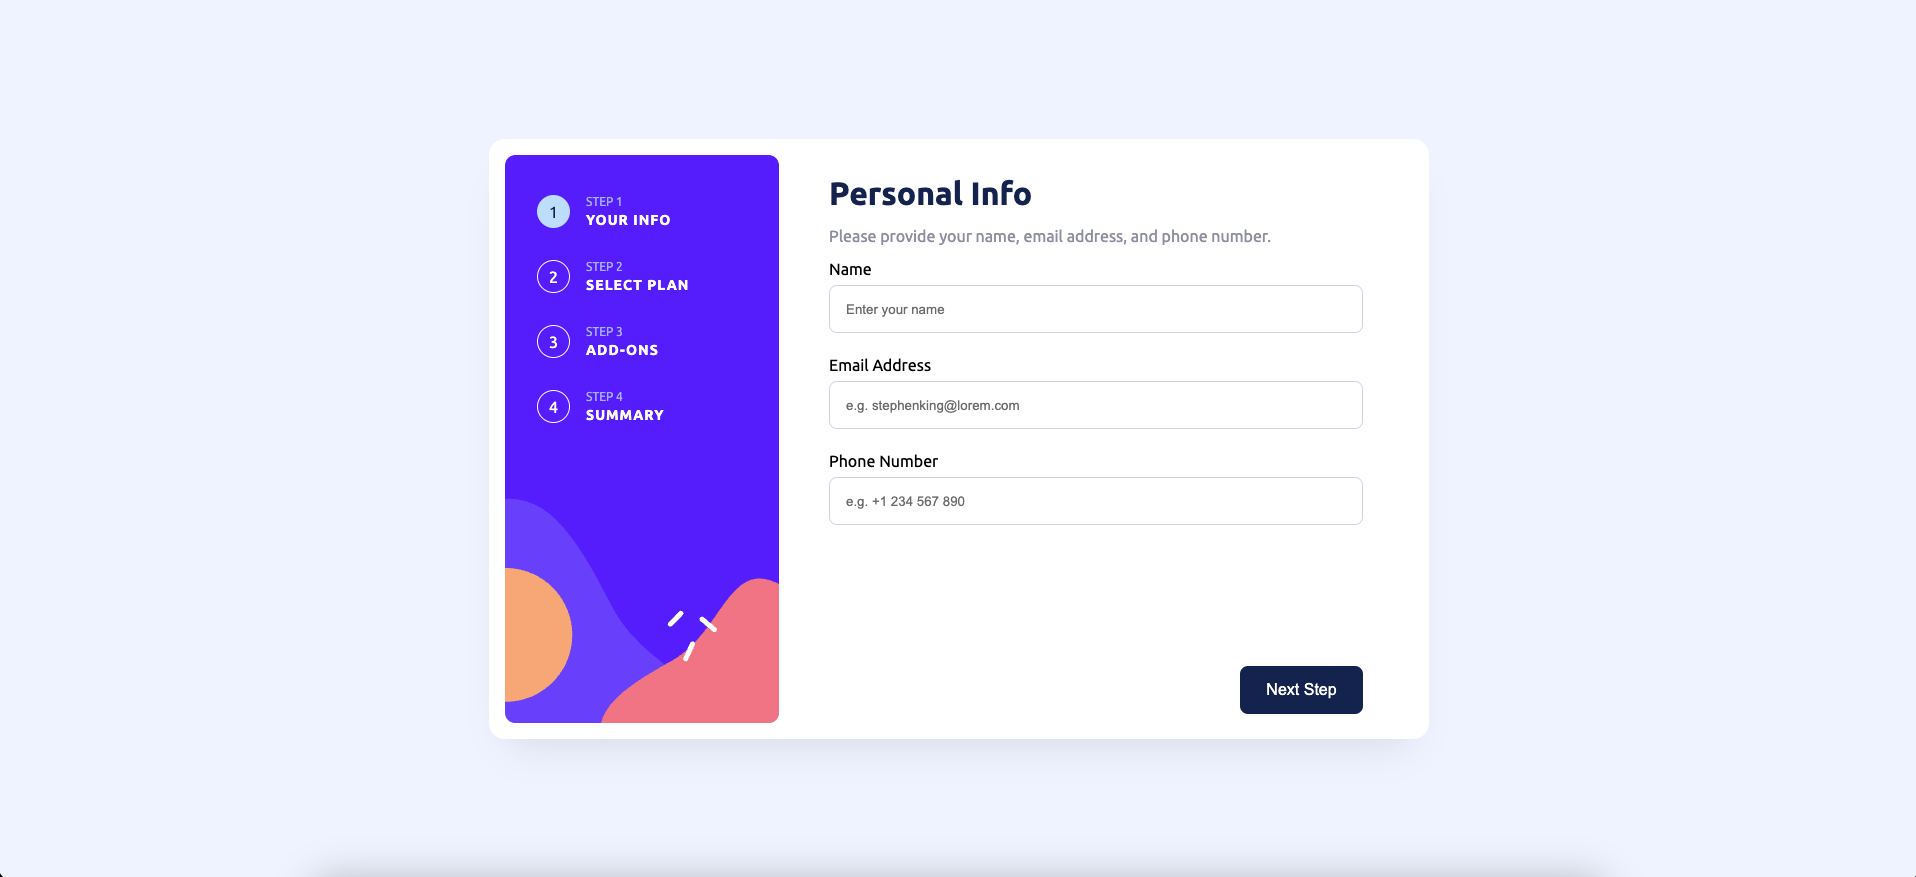 1
STEP 1
YOUR INFO
2
STEP 2
SELECT PLAN
3
STEP 3
ADD-ONS
4
STEP 4
SUMMARY
Personal Info
Please provide your name, email address, and phone number.
Name
Enter your name
Email Address
e.g. stephenking@lorem.com
Phone Number
e.g. +1 234 567 890
Next Step